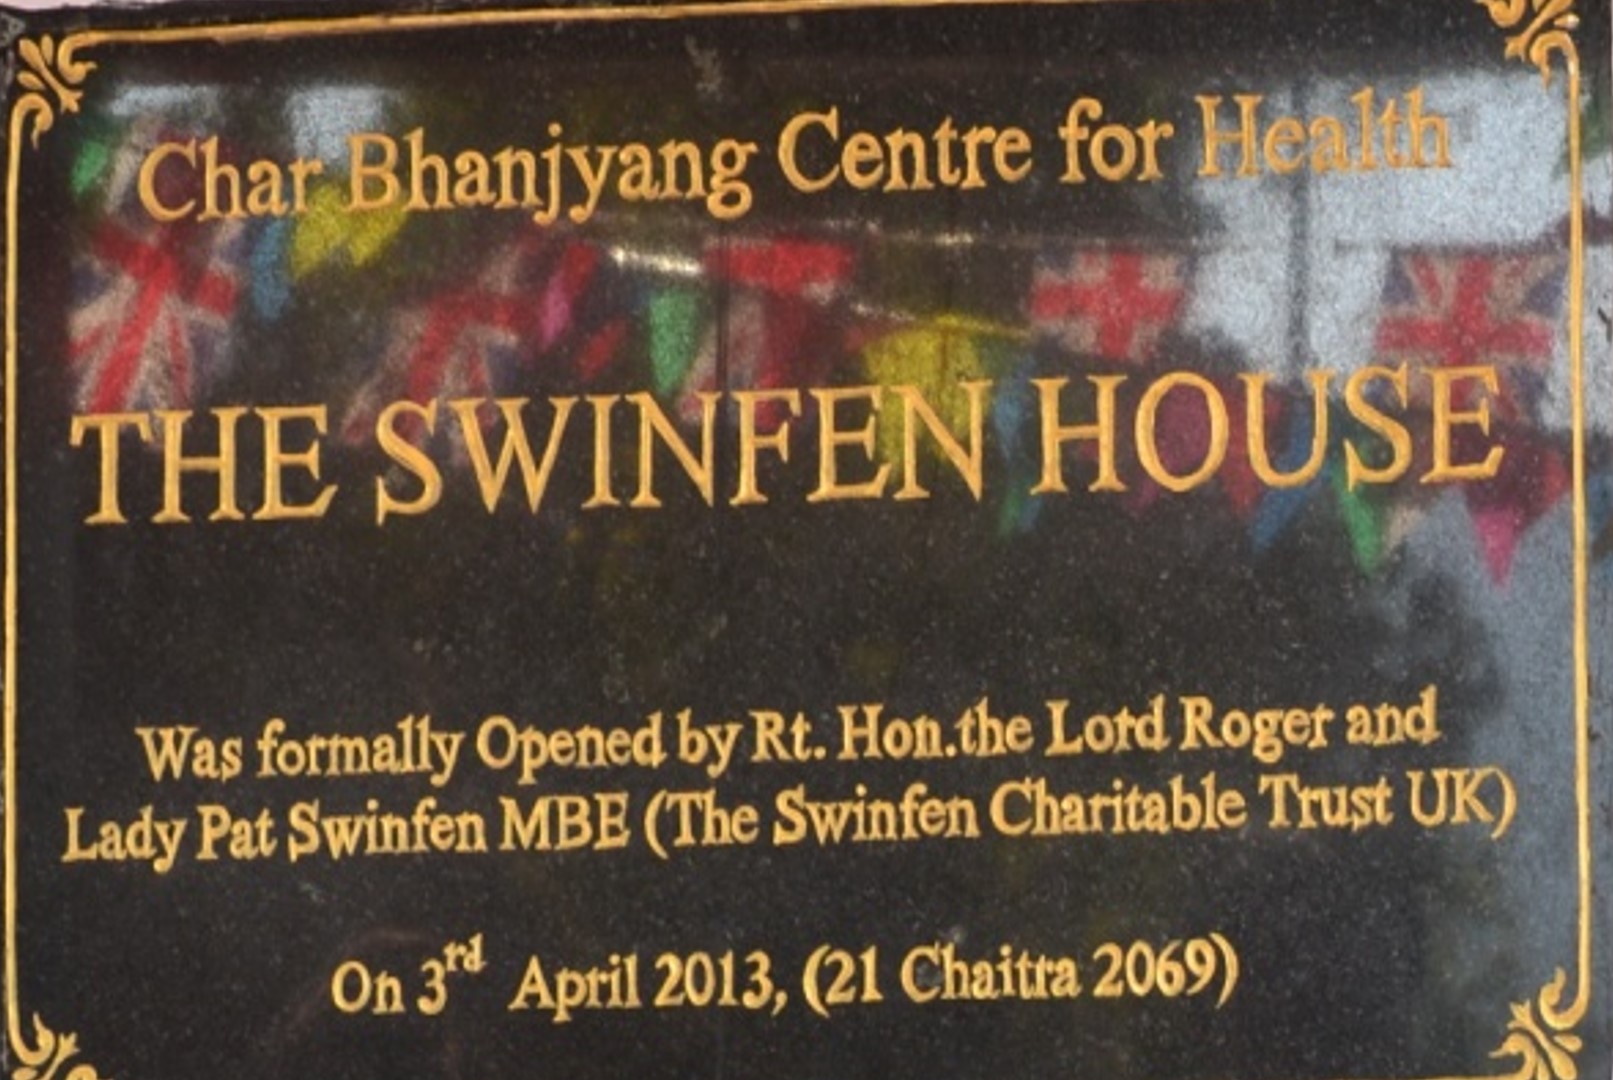 Char Bhanjyang Centre for Health
THE SWINFEN HOUSE
Was formally Opened by Rt. Hon.the Lord Roger and
Lady Pat Swinfen MBE (The Swinfen Charitable Trust UK)
On 3rd April 2013, (21 Chaitra 2069)